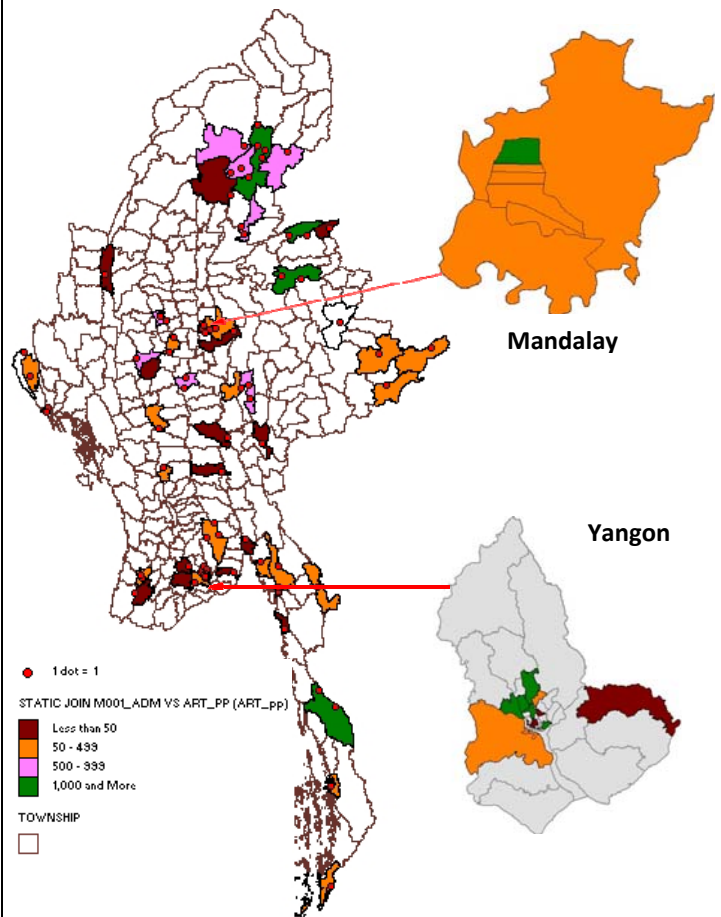 Mandalay
Yangon
1 dot = 1
STATIC JOIN M001_ADM VS ART_PP (ART_pp)
Less than 50
50 - 499
500 - 999
1,000 and More
TOWNSHIP